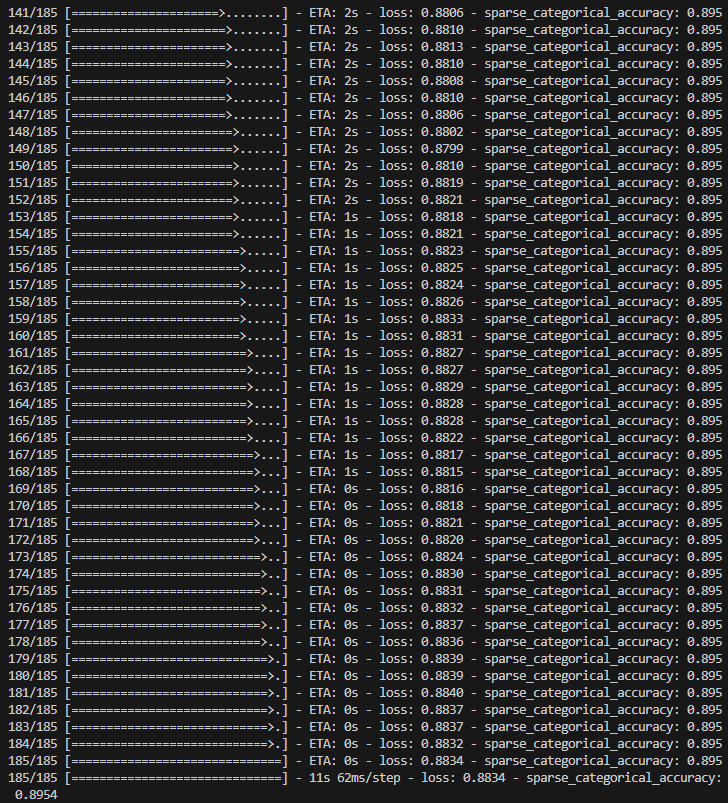 141/185 [=====================>........] - ETA: 2s - loss: 0.8806 - sparse_categorical_accuracy: 0.895
142/185 [======================>.......] - ETA: 2s - loss: 0.8810 - sparse_categorical_accuracy: 0.895
143/185 [======================>.......] - ETA: 2s - loss: 0.8813 - sparse_categorical_accuracy: 0.895
144/185 [======================>.......] - ETA: 2s - loss: 0.8810 - sparse_categorical_accuracy: 0.895
145/185 [======================>.......] - ETA: 2s - loss: 0.8808 - sparse_categorical_accuracy: 0.895
146/185 [======================>.......] - ETA: 2s - loss: 0.8810 - sparse_categorical_accuracy: 0.895
147/185 [======================>.......] - ETA: 2s - loss: 0.8806 - sparse_categorical_accuracy: 0.895
148/185 [=======================>......] - ETA: 2s - loss: 0.8802 - sparse_categorical_accuracy: 0.895
149/185 [=======================>......] - ETA: 2s - loss: 0.8799 - sparse_categorical_accuracy: 0.895
150/185 [=======================>......] - ETA: 2s - loss: 0.8810 - sparse_categorical_accuracy: 0.895
151/185 [=======================>......] - ETA: 2s - loss: 0.8819 - sparse_categorical_accuracy: 0.895
152/185 [=======================>......] - ETA: 2s - loss: 0.8821 - sparse_categorical_accuracy: 0.895
153/185 [=======================>......] - ETA: 1s - loss: 0.8818 - sparse_categorical_accuracy: 0.895
154/185 [=======================>......] - ETA: 1s - loss: 0.8821 - sparse_categorical_accuracy: 0.895
155/185 [========================>.....] - ETA: 1s - loss: 0.8823 - sparse_categorical_accuracy: 0.895
156/185 [========================>.....] - ETA: 1s - loss: 0.8825 - sparse_categorical_accuracy: 0.895
157/185 [========================>.....] - ETA: 1s - loss: 0.8824 - sparse_categorical_accuracy: 0.895
158/185 [========================>.....] - ETA: 1s - loss: 0.8826 - sparse_categorical_accuracy: 0.895
159/185 [========================>.....] - ETA: 1s - loss: 0.8833 - sparse_categorical_accuracy: 0.895
160/185 [========================>.....] - ETA: 1s - loss: 0.8831 - sparse_categorical_accuracy: 0.895
161/185 [=========================>....] - ETA: 1s - loss: 0.8827 - sparse_categorical_accuracy: 0.895
162/185 [=========================>....] - ETA: 1s - loss: 0.8827 - sparse_categorical_accuracy: 0.895
163/185 [=========================>....] - ETA: 1s - loss: 0.8829 - sparse_categorical_accuracy: 0.895
164/185 [=========================>....] - ETA: 1s - loss: 0.8828 - sparse_categorical_accuracy: 0.895
165/185 [=========================>....] - ETA: 1s - loss: 0.8828 - sparse_categorical_accuracy: 0.895
166/185 [=========================>....] - ETA: 1s - loss: 0.8822 - sparse_categorical_accuracy: 0.895
167/185 [==========================>...] - ETA: 1s - loss: 0.8817 - sparse_categorical_accuracy: 0.895
168/185 [==========================>...] - ETA: 1s - loss: 0.8815 - sparse_categorical_accuracy: 0.895
169/185 [==========================>...] - ETA: 0s - loss: 0.8816 - sparse_categorical_accuracy: 0.895
170/185 [==========================>...] - ETA: 0s - loss: 0.8818 - sparse_categorical_accuracy: 0.895
171/185 [==========================>...] - ETA: 0s - loss: 0.8821 - sparse_categorical_accuracy: 0.895
172/185 [==========================>...] - ETA: 0s - loss: 0.8820 - sparse_categorical_accuracy: 0.895
173/185 [===========================>..] - ETA: 0s - loss: 0.8824 - sparse_categorical_accuracy: 0.895
174/185 [===========================>..] - ETA: 0s - loss: 0.8830 - sparse_categorical_accuracy: 0.895
175/185 [===========================>..] - ETA: 0s - loss: 0.8831 - sparse_categorical_accuracy: 0.895
176/185 [===========================>..] - ETA: 0s - loss: 0.8832 - sparse_categorical_accuracy: 0.895
177/185 [===========================>..] - ETA: 0s - loss: 0.8837 - sparse_categorical_accuracy: 0.895
178/185 [===========================>..] - ETA: 0s - loss: 0.8836 - sparse_categorical_accuracy: 0.895
179/185 [============================>.] - ETA: 0s - loss: 0.8839 - sparse_categorical_accuracy: 0.895
180/185 [============================>.] - ETA: 0s - loss: 0.8839 - sparse_categorical_accuracy: 0.895
181/185 [============================>.] - ETA: 0s - loss: 0.8840 - sparse_categorical_accuracy: 0.895
182/185 [============================>.] - ETA: 0s - loss: 0.8837 - sparse_categorical_accuracy: 0.895
183/185 [============================>.] - ETA: 0s - loss: 0.8837 - sparse_categorical_accuracy: 0.895
184/185 [============================>.] - ETA: 0s - loss: 0.8832 - sparse_categorical_accuracy: 0.895
185/185 [==============================] - ETA: 0s - loss: 0.8834 - sparse_categorical_accuracy: 0.895
185/185 [==============================] - 11s 62ms/step - loss: 0.8834 - sparse_categorical_accuracy:
0.8954